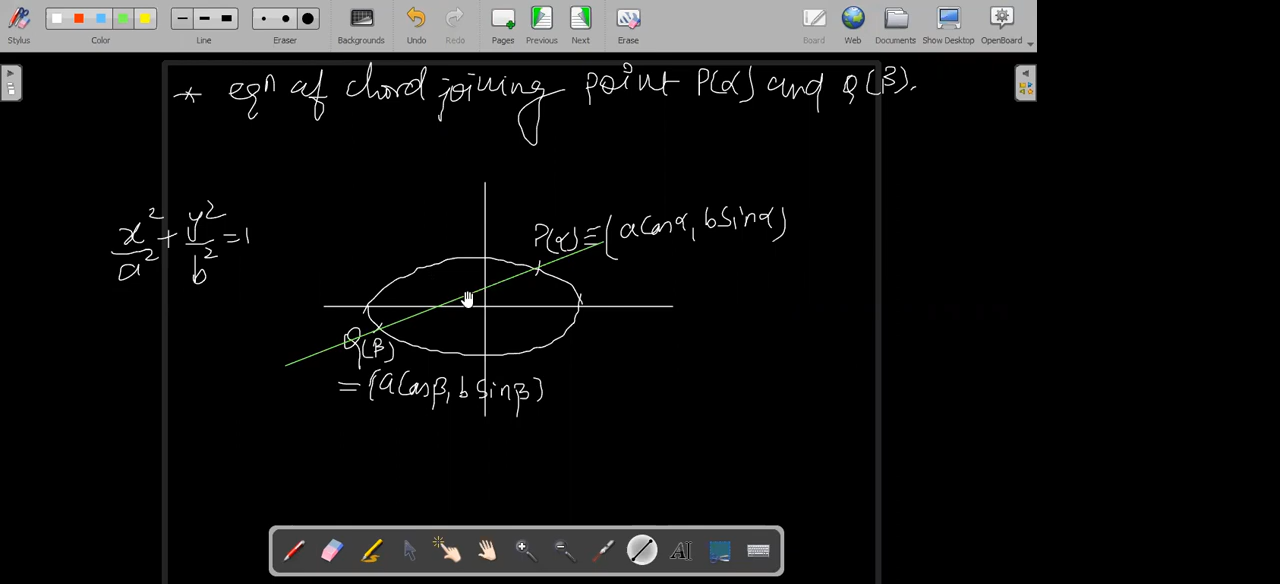 Stylus Color Line Eraser Backgrounds Undo Redo Pages Previous Next Erase Board Web Documents Show Desktop OpenBoard
* eqn of chord joining point P(α) and Q(β).
x²/a² + y²/b² = 1
P(α) ≡ (a cos α, b sin α)
Q(β)
= (a cos β, b sin β)
AI